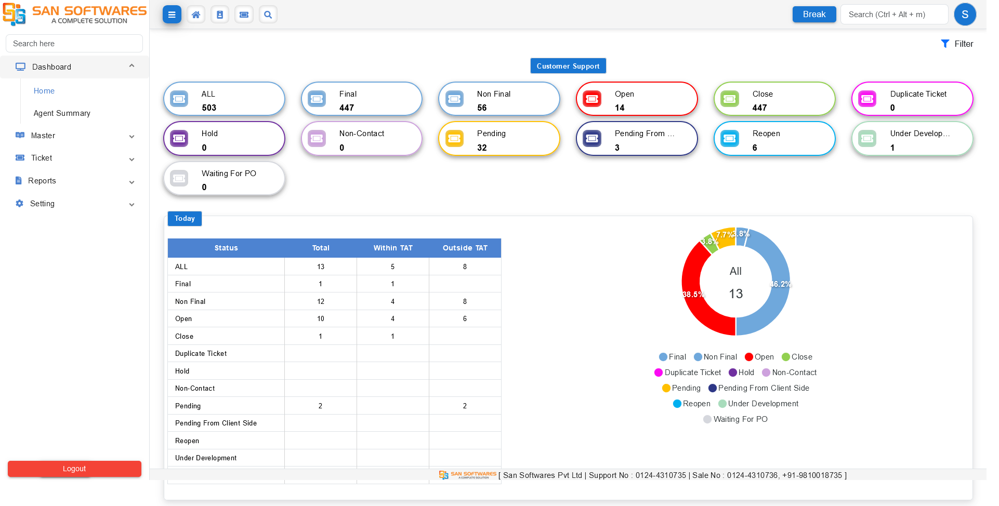 SAN SOFTWARES
A COMPLETE SOLUTION
Break
Search (Ctrl + Alt + m)
S
Search here
Filter
Dashboard
Home
Agent Summary
Master
Ticket
Reports
Setting
Logout
Customer Support
ALL
503
Final
447
Non Final
56
Open
14
Close
447
Duplicate Ticket
0
Hold
0
Non-Contact
0
Pending
32
Pending From ...
3
Reopen
6
Under Develop...
1
Waiting For PO
0
Today
Status Total Within TAT Outside TAT
ALL 13 5 8
Final 1 1
Non Final 12 4 8
Open 10 4 6
Close 1 1
Duplicate Ticket
Hold
Non-Contact
Pending 2 2
Pending From Client Side
Reopen
Under Development
3.8%
46.2%
38.5%
3.8%
7.7%
All
13
Final Non Final Open Close
Duplicate Ticket Hold Non-Contact
Pending Pending From Client Side
Reopen Under Development
Waiting For PO
SAN SOFTWARES
A COMPLETE SOLUTION
[ San Softwares Pvt Ltd | Support No : 0124-4310735 | Sale No : 0124-4310736, +91-9810018735 ]